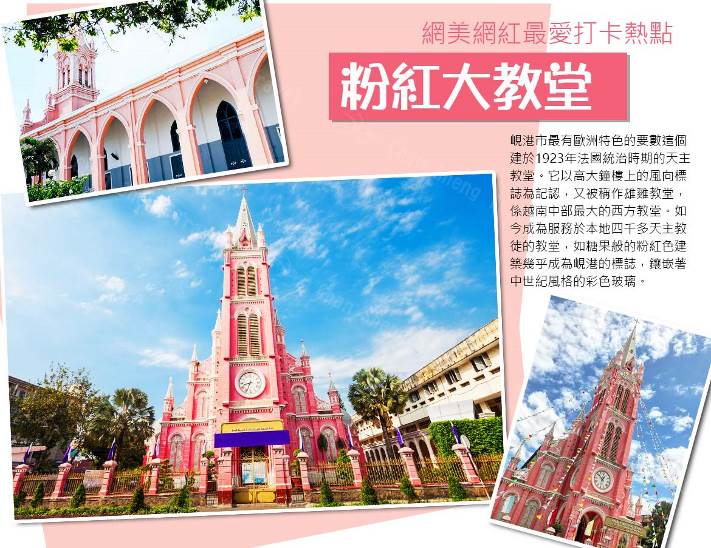 網美網紅最愛打卡熱點
粉紅大教堂
峴港市最有歐洲特色的要數這個
建於1923年法國統治時期的天主
教堂。它以高大鐘樓上的風向標
誌為記認，又被稱作雄雞教堂，
係越南中部最大的西方教堂。如
今成為服務於本地四千多天主教
徒的教堂，如糖果般的粉紅色建
築幾乎成為峴港的標誌，鑲嵌著
中世紀風格的彩色玻璃。